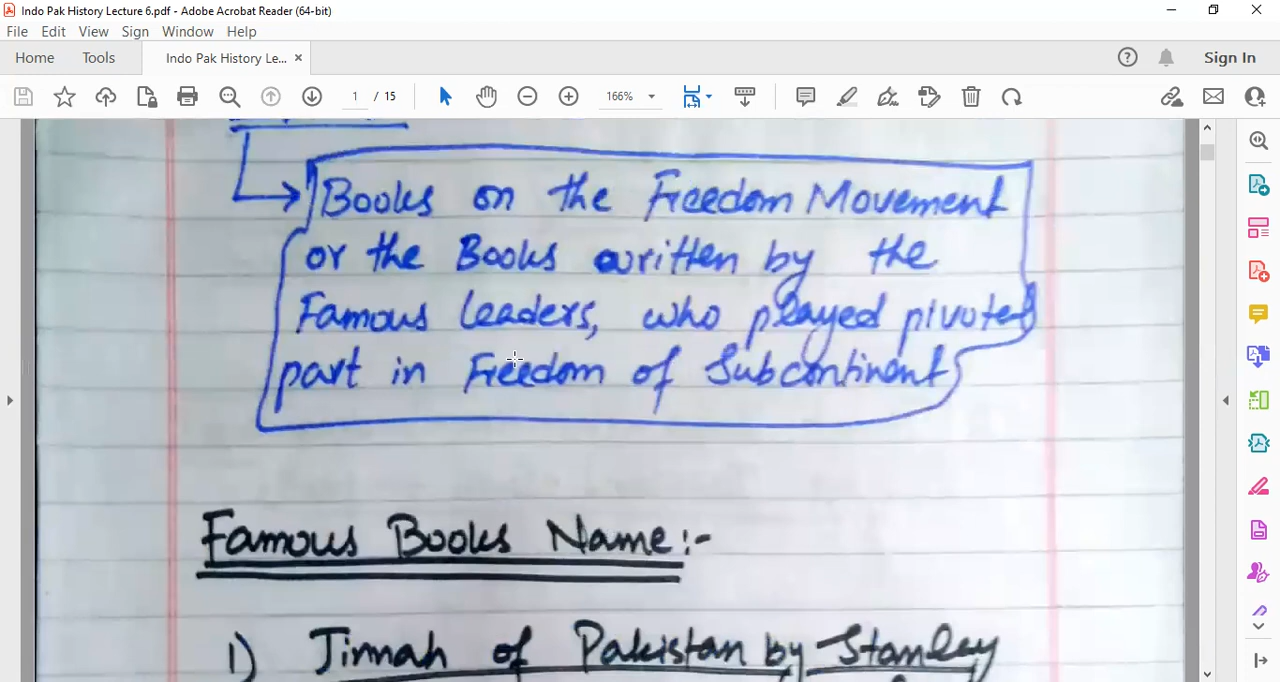 Indo Pak History Lecture 6.pdf - Adobe Acrobat Reader (64-bit)
File Edit View Sign Window Help
Home Tools Indo Pak History Le... × Sign In
1 / 15 166%
Books on the Freedom Movement
or the Books written by the
Famous leaders, who played pivotel
part in Freedom of Subcontinent
Famous Books Name:-
1) Jinnah of Pakistan by Stanley